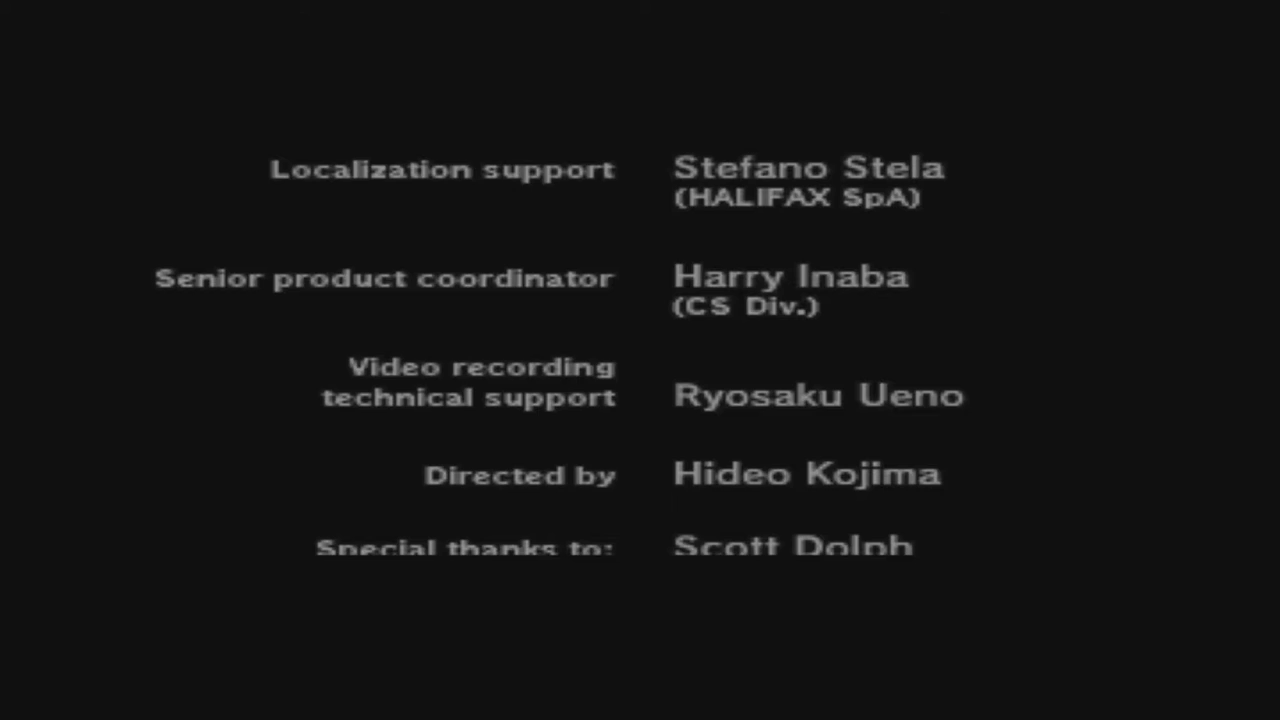 Localization support Stefano Stela
(HALIFAX SpA)
Senior product coordinator Harry Inaba
(CS Div.)
Video recording
technical support Ryosaku Ueno
Directed by Hideo Kojima
Special thanks to: Scott Dolph